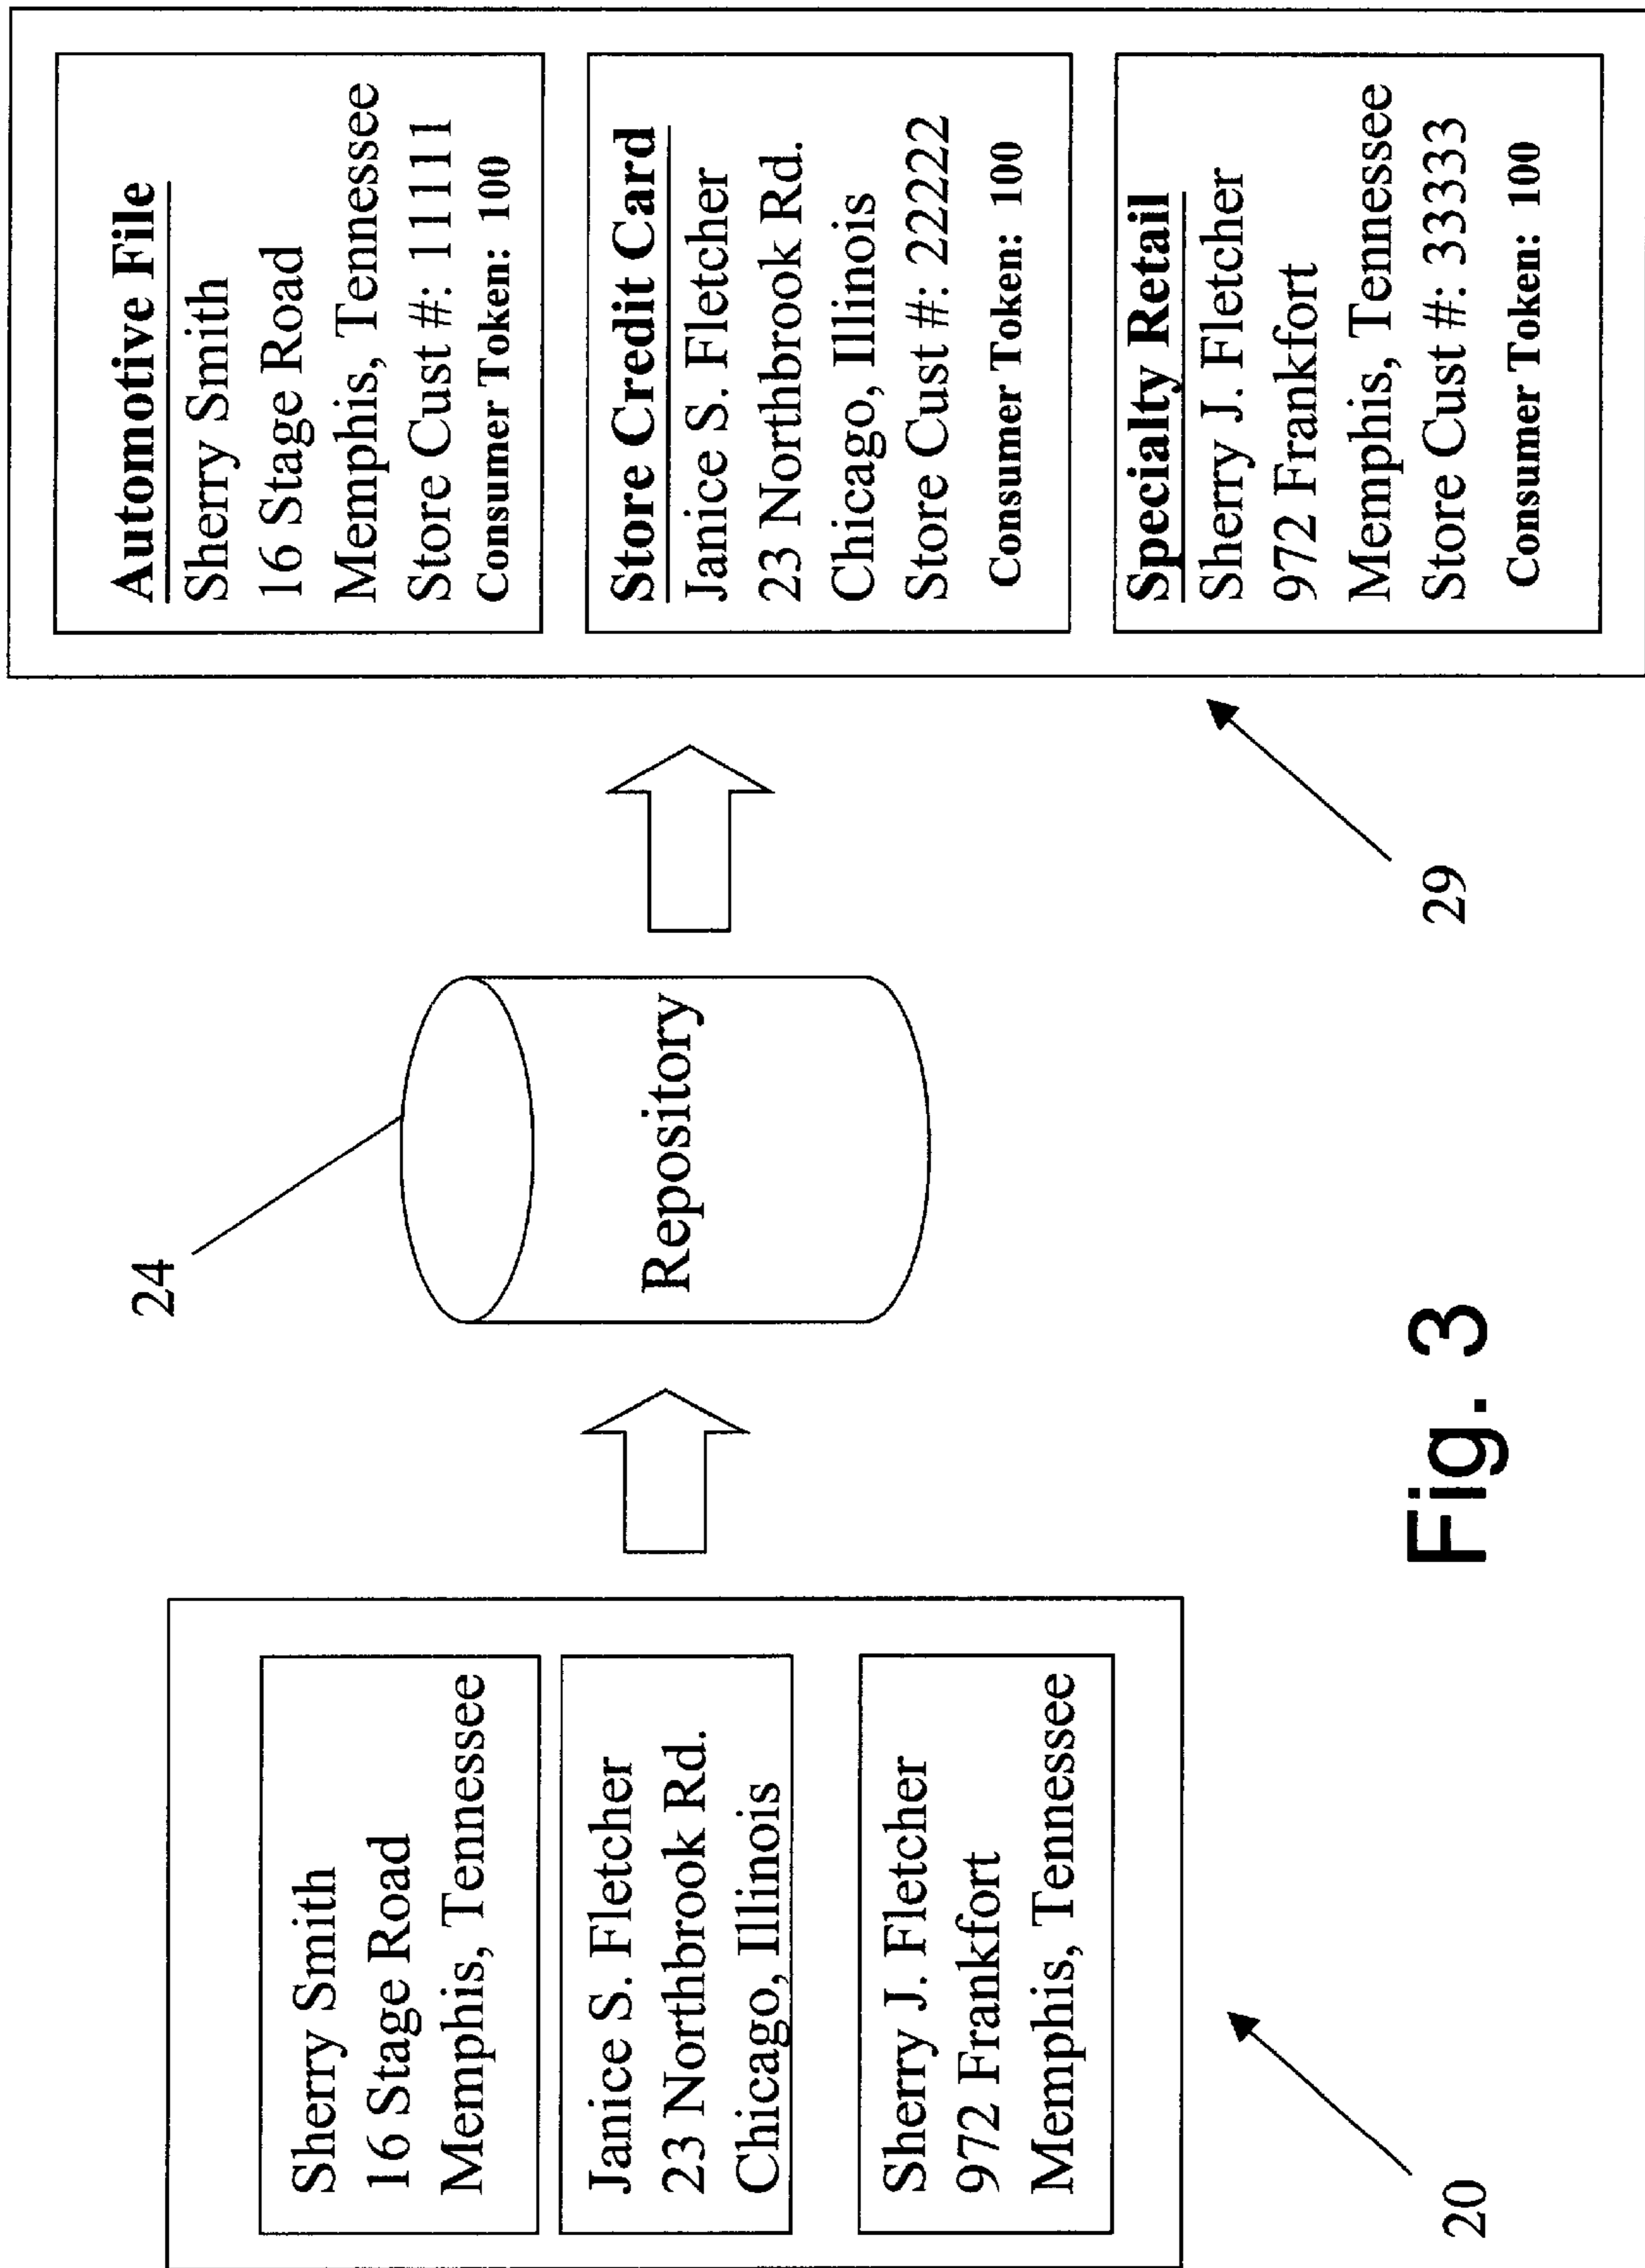 Sherry Smith
16 Stage Road
Memphis, Tennessee
Janice S. Fletcher
23 Northbrook Rd.
Chicago, Illinois
Sherry J. Fletcher
972 Frankfort
Memphis, Tennessee
20
24
Repository
Automotive File
Sherry Smith
16 Stage Road
Memphis, Tennessee
Store Cust #: 11111
Consumer Token: 100
Store Credit Card
Janice S. Fletcher
23 Northbrook Rd.
Chicago, Illinois
Store Cust #: 22222
Consumer Token: 100
Specialty Retail
Sherry J. Fletcher
972 Frankfort
Memphis, Tennessee
Store Cust #: 33333
Consumer Token: 100
29
Fig. 3